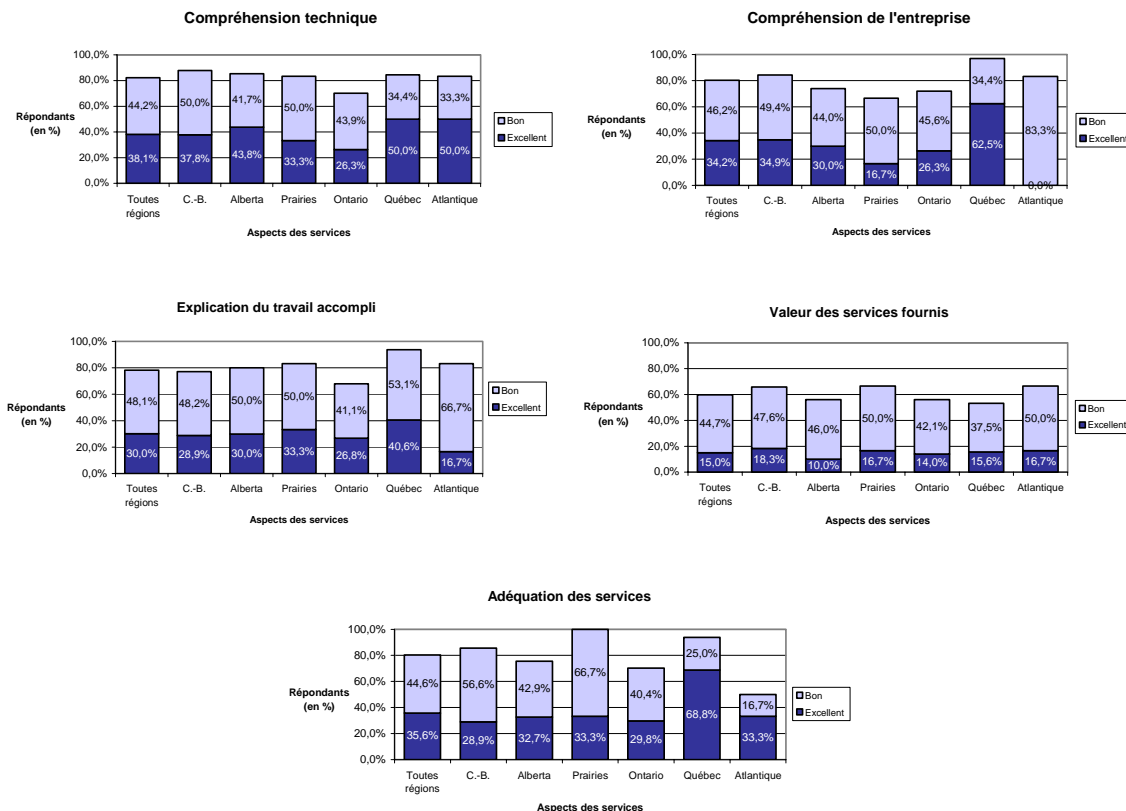 Compréhension technique
100,0%
80,0%
60,0%
40,0%
20,0%
0,0%
Répondants
(en %)
44,2% 50,0% 41,7% 50,0% 43,9% 34,4% 33,3%
38,1% 37,8% 43,8% 33,3% 26,3% 50,0% 50,0%
Toutes régions C.-B. Alberta Prairies Ontario Québec Atlantique
Aspects des services
Bon
Excellent
Compréhension de l'entreprise
100,0%
80,0%
60,0%
40,0%
20,0%
0,0%
Répondants
(en %)
46,2% 49,4% 44,0% 50,0% 45,6% 34,4% 83,3%
34,2% 34,9% 30,0% 16,7% 26,3% 62,5% 0,0%
Toutes régions C.-B. Alberta Prairies Ontario Québec Atlantique
Aspects des services
Bon
Excellent
Explication du travail accompli
100,0%
80,0%
60,0%
40,0%
20,0%
0,0%
Répondants
(en %)
48,1% 48,2% 50,0% 50,0% 41,1% 53,1% 66,7%
30,0% 28,9% 30,0% 33,3% 26,8% 40,6% 16,7%
Toutes régions C.-B. Alberta Prairies Ontario Québec Atlantique
Aspects des services
Bon
Excellent
Valeur des services fournis
100,0%
80,0%
60,0%
40,0%
20,0%
0,0%
Répondants
(en %)
44,7% 47,6% 46,0% 50,0% 42,1% 37,5% 50,0%
15,0% 18,3% 10,0% 16,7% 14,0% 15,6% 16,7%
Toutes régions C.-B. Alberta Prairies Ontario Québec Atlantique
Aspects des services
Bon
Excellent
Adéquation des services
100,0%
80,0%
60,0%
40,0%
20,0%
0,0%
Répondants
(en %)
44,6% 56,6% 42,9% 66,7% 40,4% 25,0% 16,7%
35,6% 28,9% 32,7% 33,3% 29,8% 68,8% 33,3%
Toutes régions C.-B. Alberta Prairies Ontario Québec Atlantique
Aspects des services
Bon
Excellent